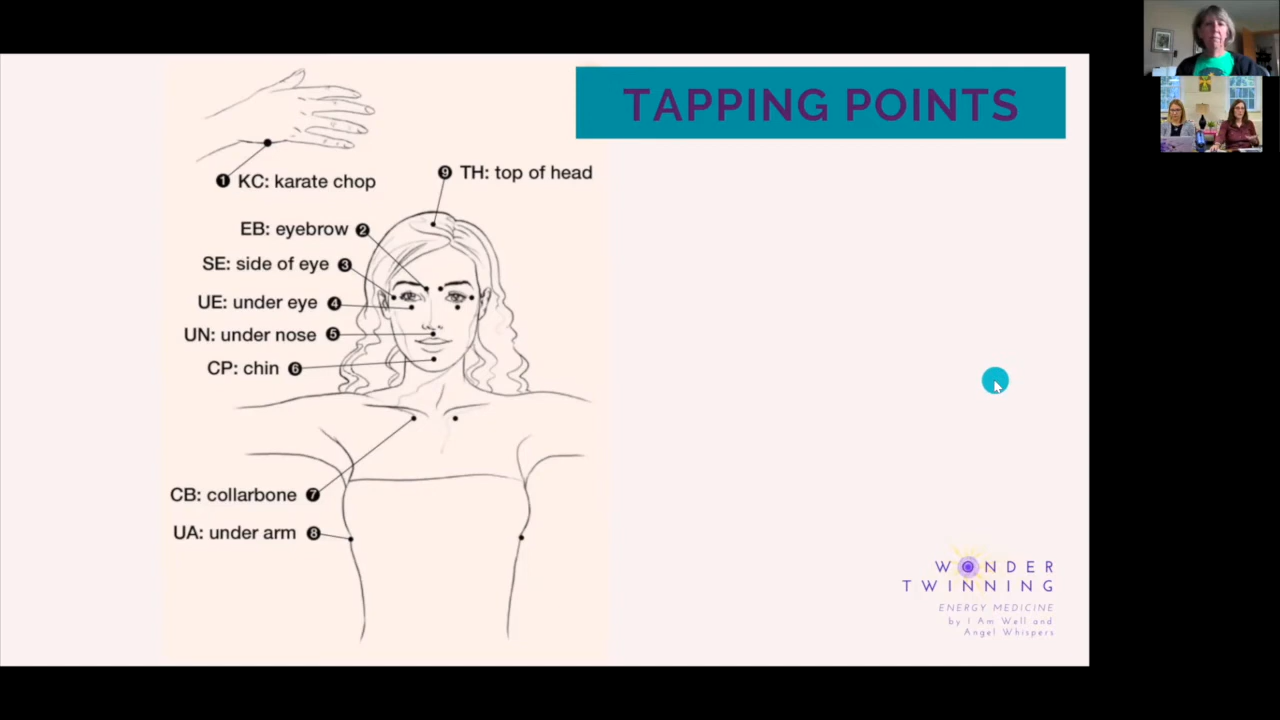 TAPPING POINTS
1 KC: karate chop
9 TH: top of head
EB: eyebrow 2
SE: side of eye 3
UE: under eye 4
UN: under nose 5
CP: chin 6
CB: collarbone 7
UA: under arm 8
WONDER
TWINNING
ENERGY MEDICINE
by I Am Well and
Angel Whispers